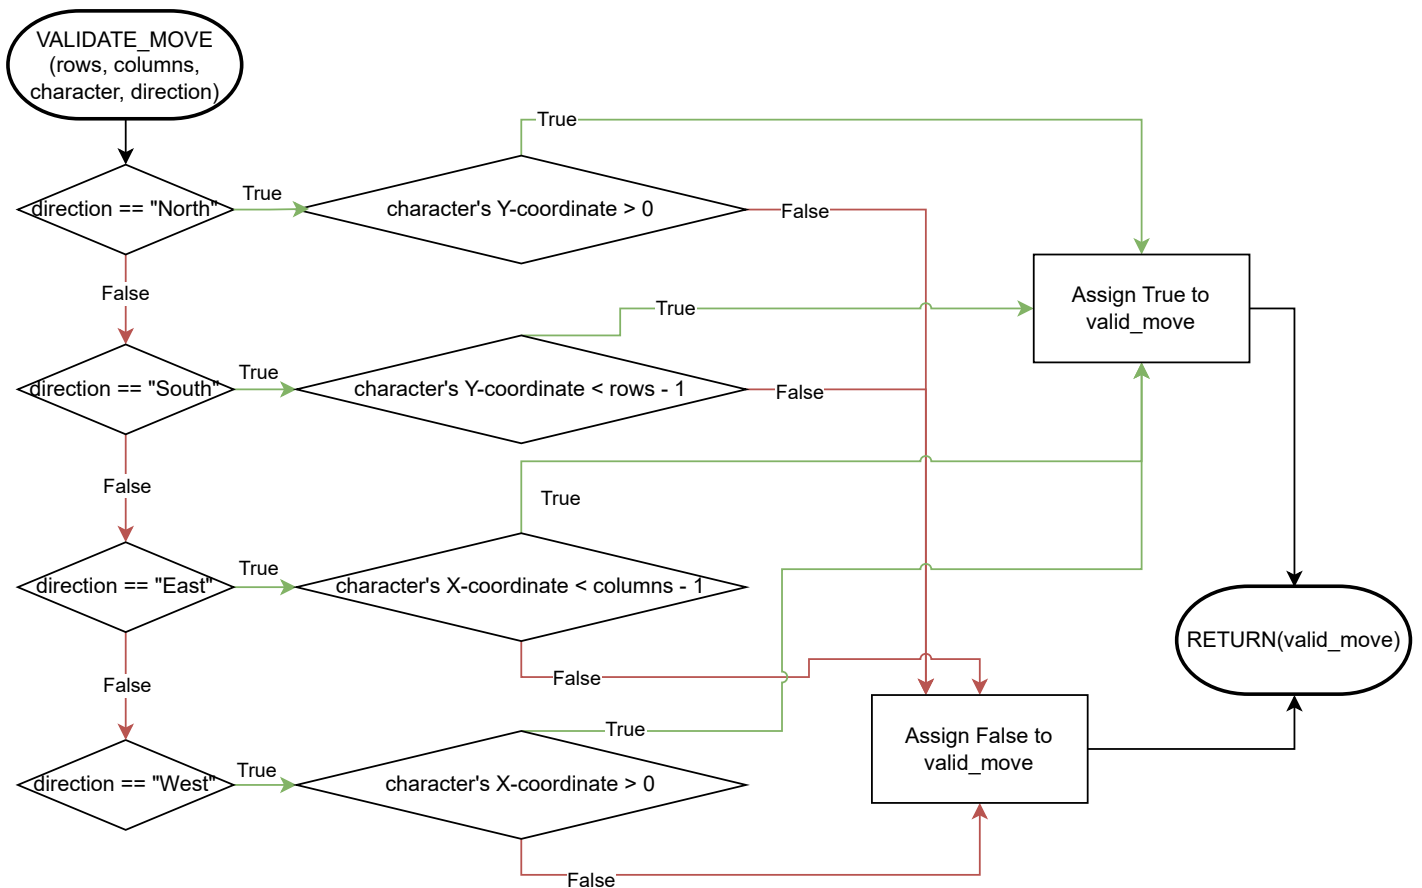 VALIDATE_MOVE
(rows, columns,
character, direction)
True
direction == "North"
True
character's Y-coordinate > 0
False
False
Assign True to
valid_move
True
direction == "South"
True
character's Y-coordinate < rows - 1
False
False
True
direction == "East"
True
character's X-coordinate < columns - 1
False
False
RETURN(valid_move)
True
Assign False to
valid_move
direction == "West"
True
character's X-coordinate > 0
False